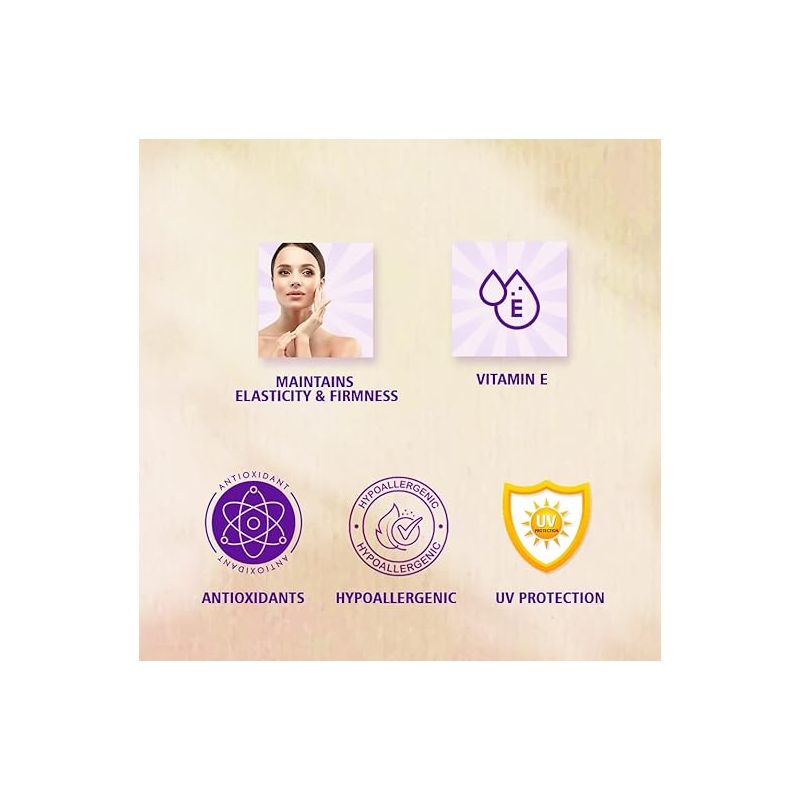 E
MAINTAINS
ELASTICITY & FIRMNESS
VITAMIN E
ANTIOXIDANT
ANTIOXIDANT
ANTIOXIDANTS
HYPOALLERGENIC
HYPOALLERGENIC
HYPOALLERGENIC
UV
PROTECTION
UV PROTECTION